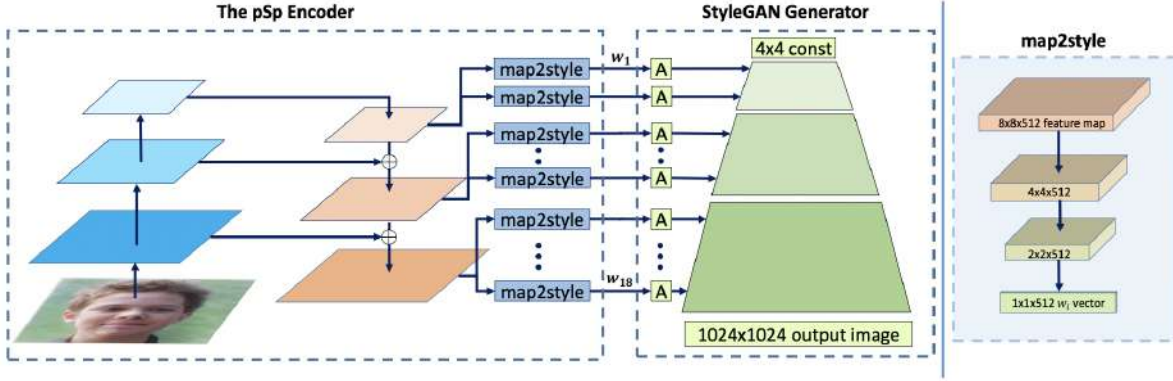 The pSp Encoder
StyleGAN Generator
map2style
map2style
map2style
map2style
map2style
map2style
w₁
w₁₈
A
A
A
A
A
A
4x4 const
1024x1024 output image
map2style
8x8x512 feature map
4x4x512
2x2x512
1x1x512 wᵢ vector